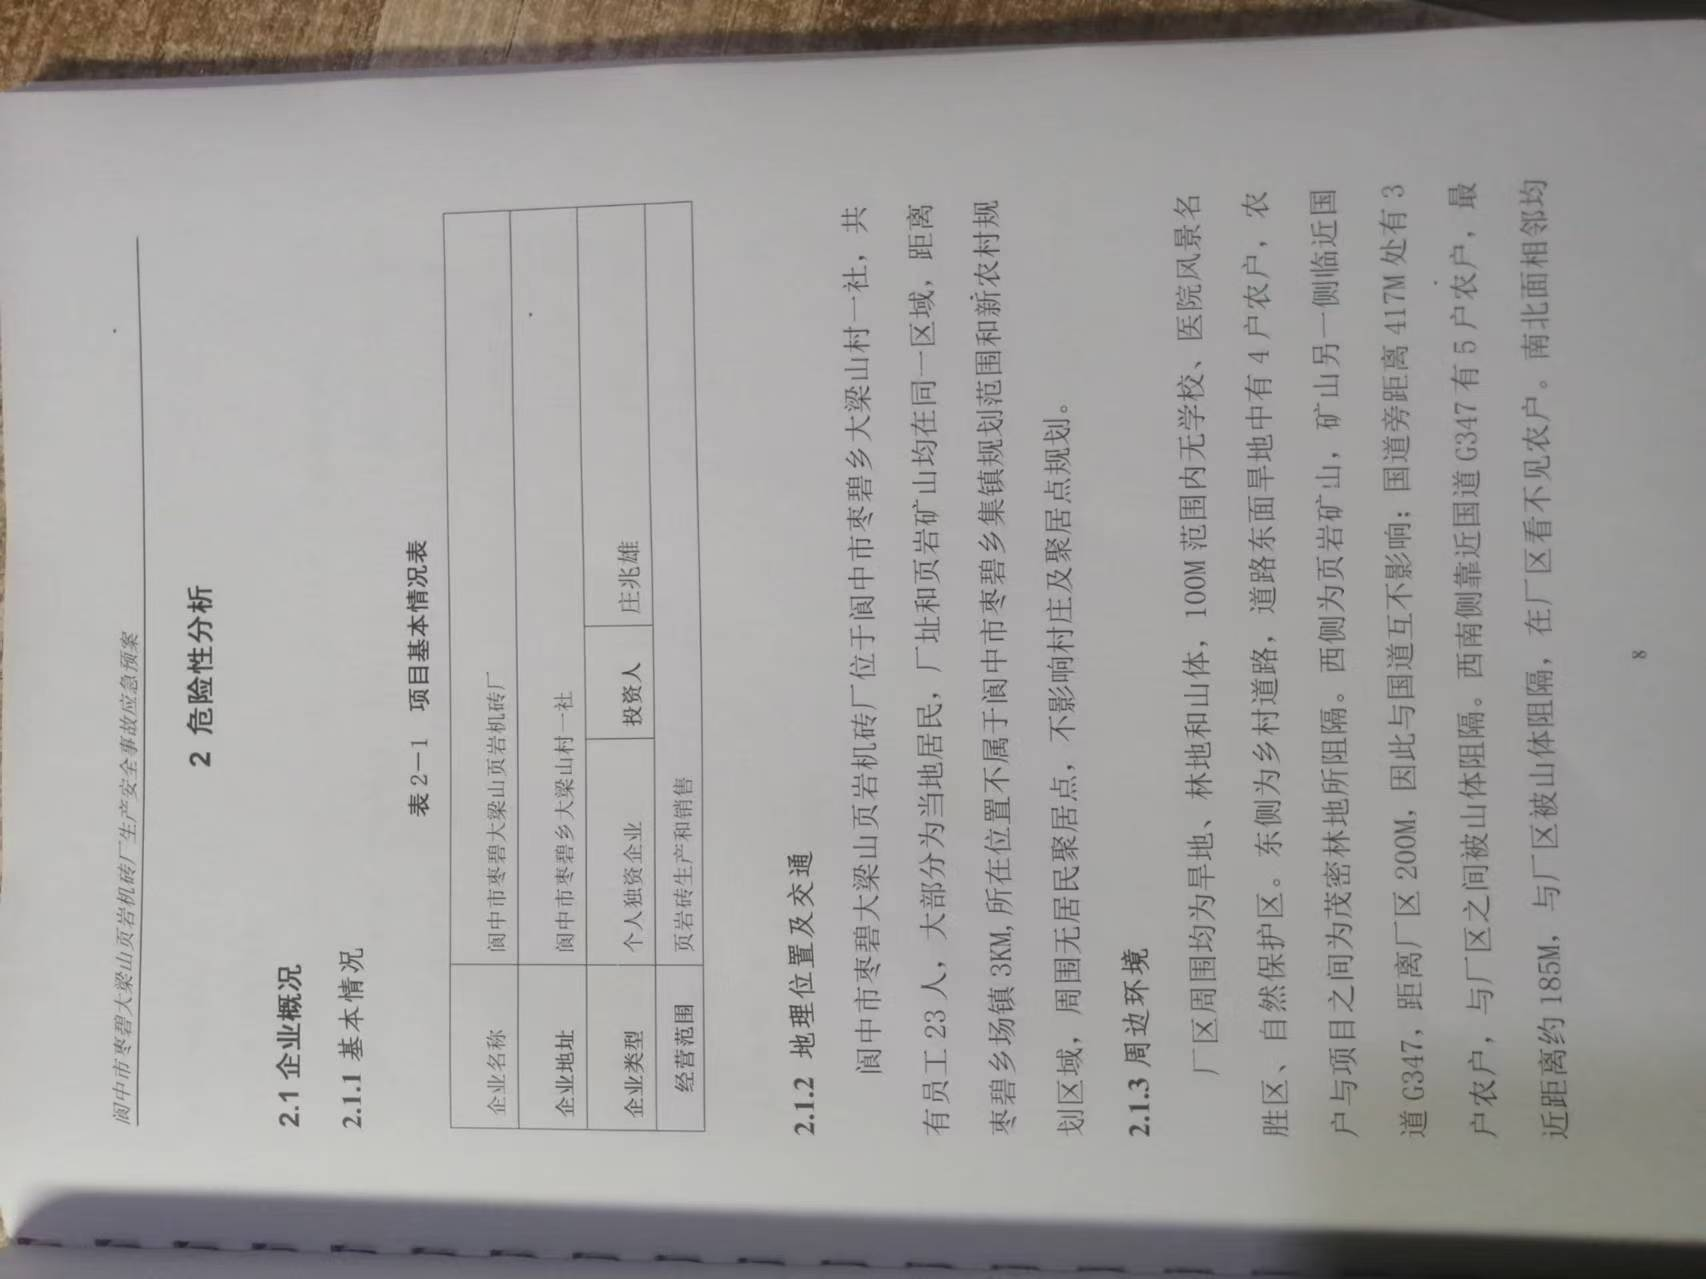 阆中市枣碧大梁山页岩机砖厂生产安全事故应急预案
2 危险性分析
2.1 企业概况
2.1.1 基本情况
表 2－1 项目基本情况表
企业名称 阆中市枣碧大梁山页岩机砖厂
企业地址 阆中市枣碧乡大梁山村一社
企业类型 个人独资企业 投资人 庄兆雄
经营范围 页岩砖生产和销售
2.1.2 地理位置及交通
阆中市枣碧大梁山页岩机砖厂位于阆中市枣碧乡大梁山村一社，共
有员工 23 人，大部分为当地居民，厂址和页岩矿山均在同一区域，距离
枣碧乡场镇 3KM,所在位置不属于阆中市枣碧乡集镇规划范围和新农村规
划区域，周围无居民聚居点，不影响村庄及聚居点规划。
2.1.3 周边环境
厂区周围均为旱地、林地和山体，100M 范围内无学校、医院风景名
胜区、自然保护区。东侧为乡村道路，道路东面旱地中有 4 户农户，农
户与项目之间为茂密林地所阻隔。西侧为页岩矿山，矿山另一侧临近国
道 G347，距离厂区 200M，因此与国道互不影响；国道旁距离 417M 处有 3
户农户，与厂区之间被山体阻隔。西南侧靠近国道 G347 有 5 户农户，最
近距离约 185M，与厂区被山体阻隔，在厂区看不见农户。南北面相邻均
8